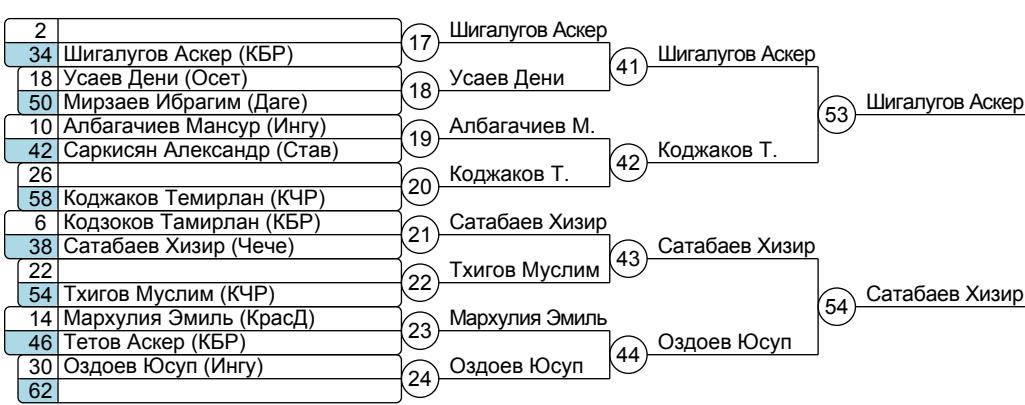 2
34 Шигалугов Аскер (КБР)
18 Усаев Дени (Осет)
50 Мирзаев Ибрагим (Даге)
10 Албагачиев Мансур (Ингу)
42 Саркисян Александр (Став)
26
58 Коджаков Темирлан (КЧР)
6 Кодзоков Тамирлан (КБР)
38 Сатабаев Хизир (Чече)
22
54 Тхигов Муслим (КЧР)
14 Мархулия Эмиль (КрасД)
46 Тетов Аскер (КБР)
30 Оздоев Юсуп (Ингу)
62
17 Шигалугов Аскер
18 Усаев Дени
19 Албагачиев М.
20 Коджаков Т.
21 Сатабаев Хизир
22 Тхигов Муслим
23 Мархулия Эмиль
24 Оздоев Юсуп
41 Шигалугов Аскер
42 Коджаков Т.
43 Сатабаев Хизир
44 Оздоев Юсуп
53 Шигалугов Аскер
54 Сатабаев Хизир